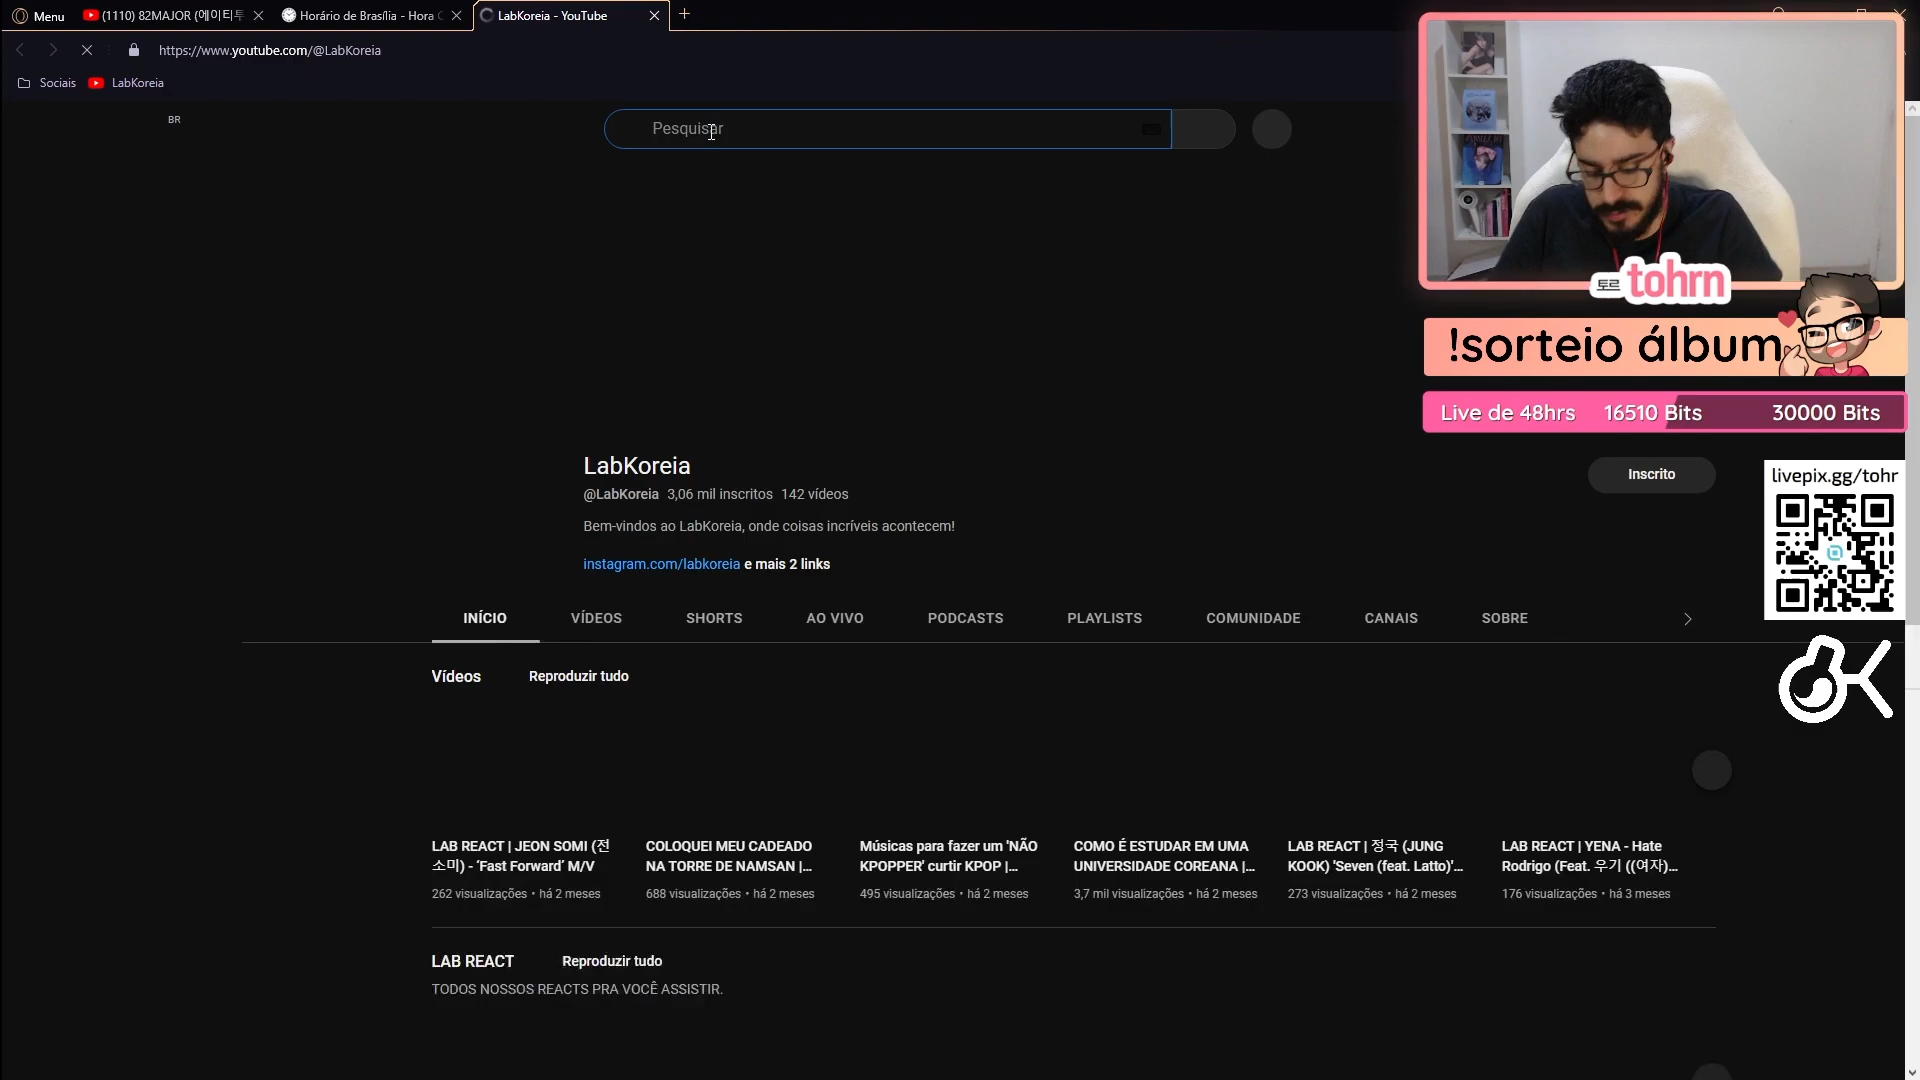 Menu
(1110) 82MAJOR (에이티투
Horário de Brasília - Hora
LabKoreia - YouTube
https://www.youtube.com/@LabKoreia
Sociais
LabKoreia
BR
Pesquisar
토르 tohrn
!sorteio álbum
Live de 48hrs 16510 Bits 30000 Bits
livepix.gg/tohr
LabKoreia
@LabKoreia 3,06 mil inscritos 142 vídeos
Inscrito
Bem-vindos ao LabKoreia, onde coisas incríveis acontecem!
instagram.com/labkoreia e mais 2 links
INÍCIO VÍDEOS SHORTS AO VIVO PODCASTS PLAYLISTS COMUNIDADE CANAIS SOBRE
Vídeos Reproduzir tudo
LAB REACT | JEON SOMI (전
소미) - ‘Fast Forward’ M/V
262 visualizações • há 2 meses
COLOQUEI MEU CADEADO
NA TORRE DE NAMSAN |...
688 visualizações • há 2 meses
Músicas para fazer um 'NÃO
KPOPPER' curtir KPOP |...
495 visualizações • há 2 meses
COMO É ESTUDAR EM UMA
UNIVERSIDADE COREANA |...
3,7 mil visualizações • há 2 meses
LAB REACT | 정국 (JUNG
KOOK) 'Seven (feat. Latto)'...
273 visualizações • há 2 meses
LAB REACT | YENA - Hate
Rodrigo (Feat. 우기 ((여자)...
176 visualizações • há 3 meses
LAB REACT Reproduzir tudo
TODOS NOSSOS REACTS PRA VOCÊ ASSISTIR.